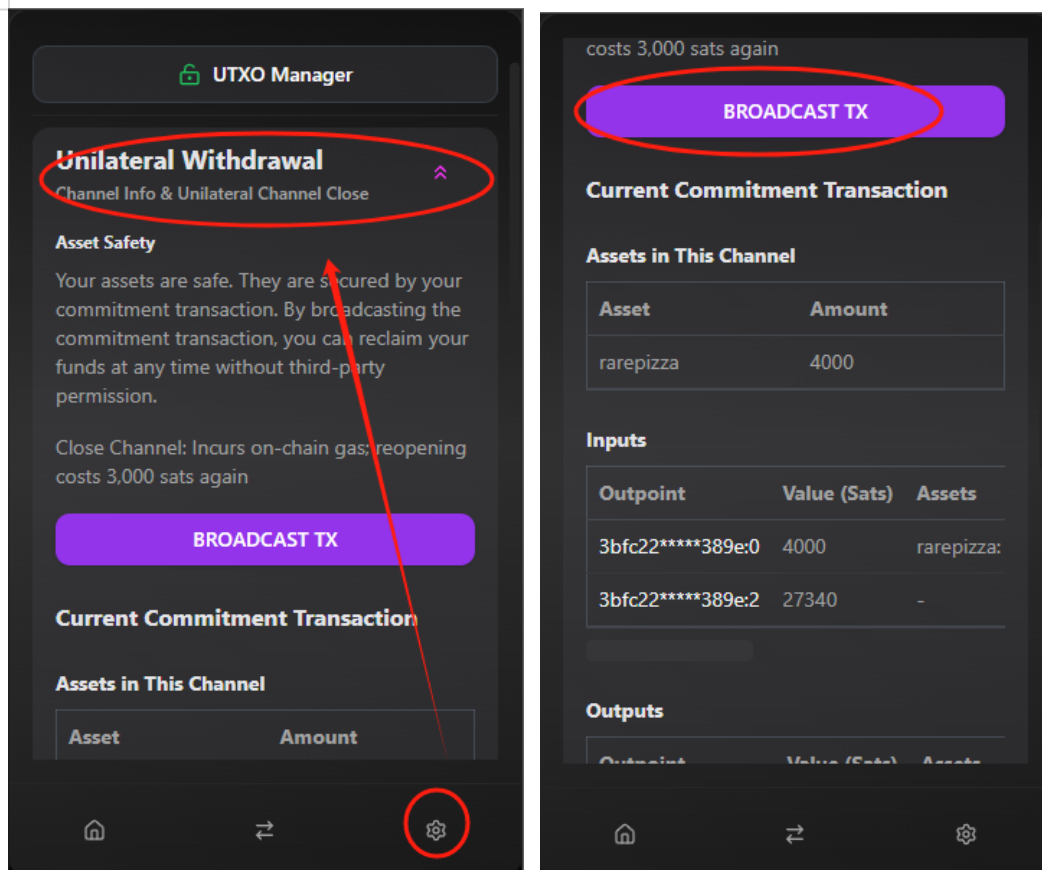 UTXO Manager
Unilateral Withdrawal
Channel Info & Unilateral Channel Close
Asset Safety
Your assets are safe. They are secured by your
commitment transaction. By broadcasting the
commitment transaction, you can reclaim your
funds at any time without third-party
permission.
Close Channel: Incurs on-chain gas; reopening
costs 3,000 sats again
BROADCAST TX
Current Commitment Transaction
Assets in This Channel
Asset Amount
costs 3,000 sats again
BROADCAST TX
Current Commitment Transaction
Assets in This Channel
Asset Amount
rarepizza 4000
Inputs
Outpoint Value (Sats) Assets
3bfc22*****389e:0 4000 rarepizza:
3bfc22*****389e:2 27340 -
Outputs
Outpoint Value (Sats) Assets